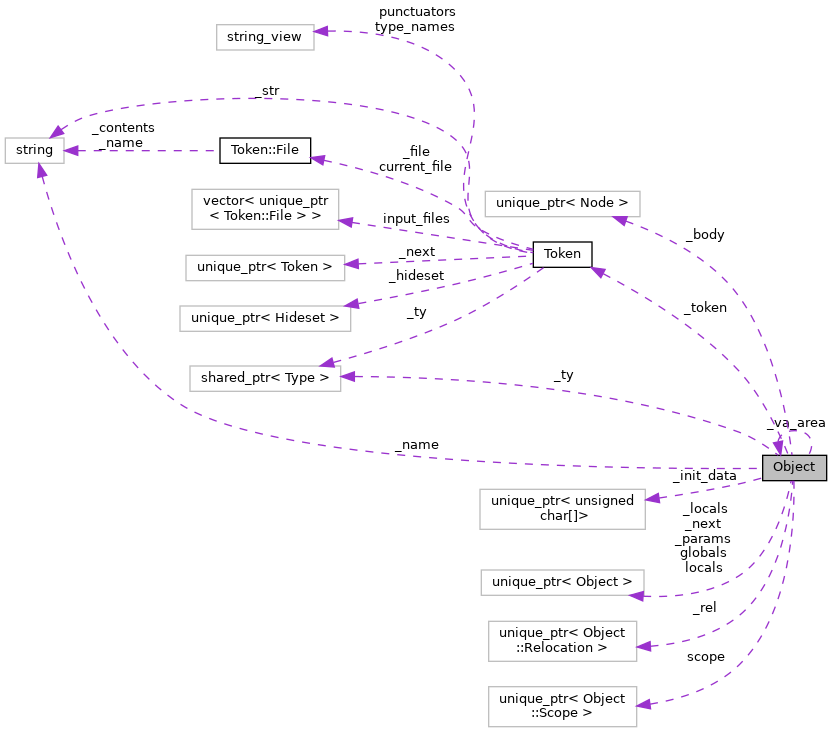 punctuators
type_names
string_view
_str
_contents
_name
string
Token::File
_file
current_file
vector< unique_ptr
< Token::File > >
input_files
unique_ptr< Node >
_body
Token
_next
unique_ptr< Token >
_hideset
unique_ptr< Hideset >
_token
_ty
shared_ptr< Type >
_ty
_va_area
_name
Object
_init_data
unique_ptr< unsigned
char[]>
_locals
_next
_params
globals
locals
unique_ptr< Object >
_rel
unique_ptr< Object
::Relocation >
scope
unique_ptr< Object
::Scope >